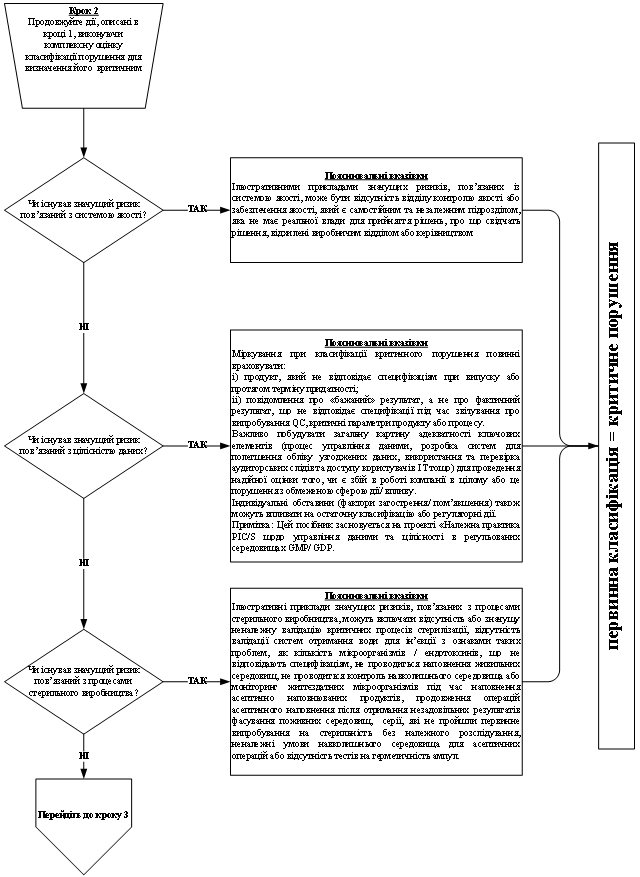 Крок 2
Продовжуйте дії, описані в
кроці 1, виконуючи
комплексну оцінку
класифікації порушення для
визначення його критичним
Чи існував значущий ризик
пов’язаний з системою якості?
ТАК
Пояснювальні вказівки
Ілюстративними прикладами значущих ризиків, пов’язаних із
системою якості, може бути відсутність відділу контролю якості або
забезпечення якості, який є самостійним та незалежним підрозділом,
яка не має реальної влади для прийняття рішень, про що свідчать
рішення, відхилені виробничим відділом або керівництвом
НІ
Чи існував значущий ризик
пов’язаний з цілісністю даних?
ТАК
Пояснювальні вказівки
Міркування при класифікації критичного порушення повинні
враховувати:
і) продукт, який не відповідає специфікаціям при випуску або
протягом терміну придатності;
іі) повідомлення про «бажаний» результат, а не про фактичний
результат, що не відповідає специфікації під час звітування про
випробування QC, критичні параметри продукту або процесу.
Важливо побудувати загальну картину адекватності ключових
елементів (процес управління даними, розробка систем для
полегшення обліку узгоджених даних, використання та перевірка
аудиторських слідів та доступу користувачів ІТ тощо) для проведення
надійної оцінки того, чи є збій в роботі компанії в цілому або це
порушення з обмеженою сферою дії/ впливу.
Індивідуальні обставини (фактори загострення/ пом’якшення) також
можуть впливати на остаточну класифікацію або регуляторні дії.
Примітка: Цей посібник засновується на проекті «Належна практика
PIC/S щодо управління даними та цілісності в регульованих
середовищах GMP/ GDP.
НІ
Чи існував значущий ризик
пов’язаний з процесами
стерильного виробництва?
ТАК
Пояснювальні вказівки
Ілюстративні приклади значущих ризиків, пов’язаних з процесами
стерильного виробництва, можуть включати відсутність або значущу
неналежну валідацію критичних процесів стерилізації, відсутність
валідації систем отримання води для ін’єкції з ознаками таких
проблем, як кількість мікроорганізмів / ендотоксинів, що не
відповідають специфікаціям, не проводиться наповнення живильних
середовищ, не проводиться контроль навколишнього середовища або
моніторинг життєздатних мікроорганізмів під час наповнення
асептично наповнюваних продуктів, продовження операцій
асептичного наповнення після отримання незадовільних результатів
фасування поживних середовищ, серії, які не пройшли первинне
випробування на стерильність без належного розслідування,
неналежні умови навколишнього середовища для асептичних
операцій або відсутність тестів на герметичність ампул.
НІ
Перейдіть до кроку 3
первинна класифікація = критичне порушення